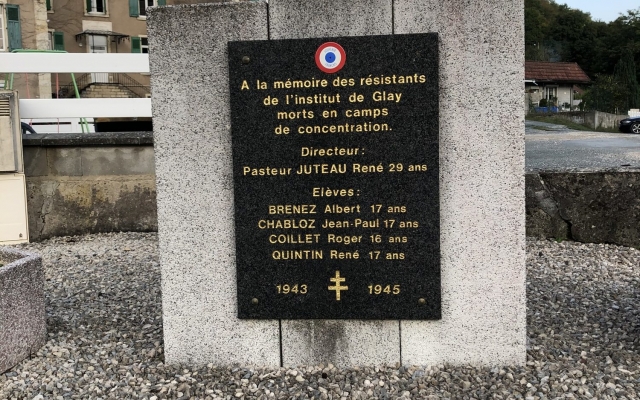 A la mémoire des résistants
de l'institut de Glay
morts en camps
de concentration.
Directeur:
Pasteur JUTEAU René 29 ans
Elèves:
BRENEZ Albert 17 ans
CHABLOZ Jean-Paul 17 ans
COILLET Roger 16 ans
QUINTIN René 17 ans
1943 1945